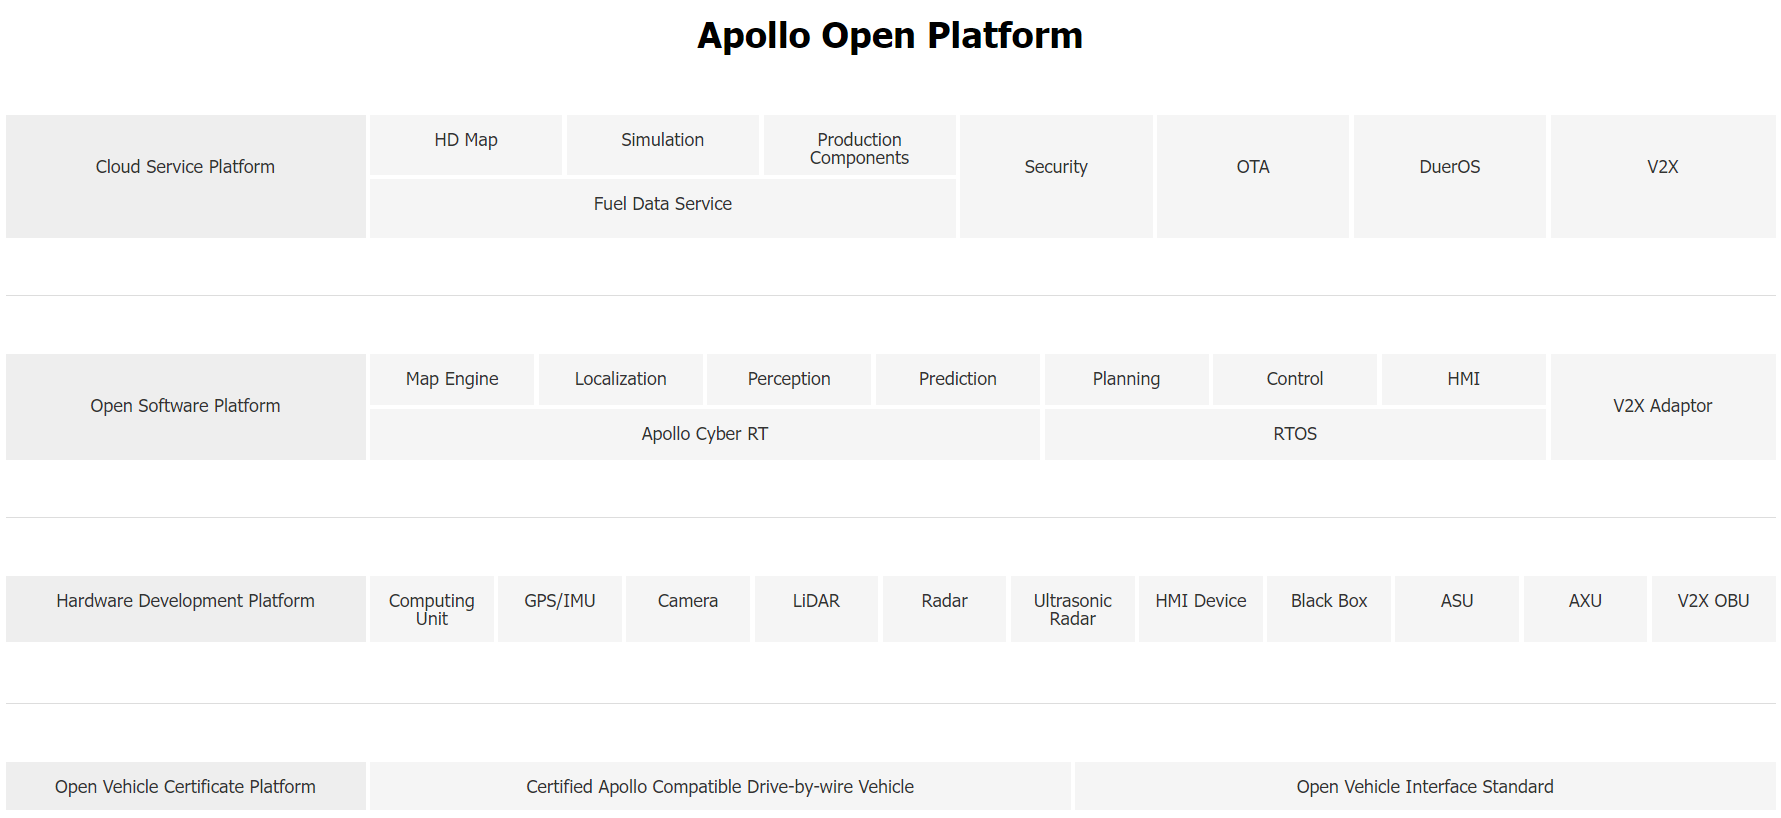 Apollo Open Platform
Cloud Service Platform
HD Map
Simulation
Production
Components
Fuel Data Service
Security
OTA
DuerOS
V2X
Open Software Platform
Map Engine
Localization
Perception
Prediction
Planning
Control
HMI
Apollo Cyber RT
RTOS
V2X Adaptor
Hardware Development Platform
Computing
Unit
GPS/IMU
Camera
LiDAR
Radar
Ultrasonic
Radar
HMI Device
Black Box
ASU
AXU
V2X OBU
Open Vehicle Certificate Platform
Certified Apollo Compatible Drive-by-wire Vehicle
Open Vehicle Interface Standard